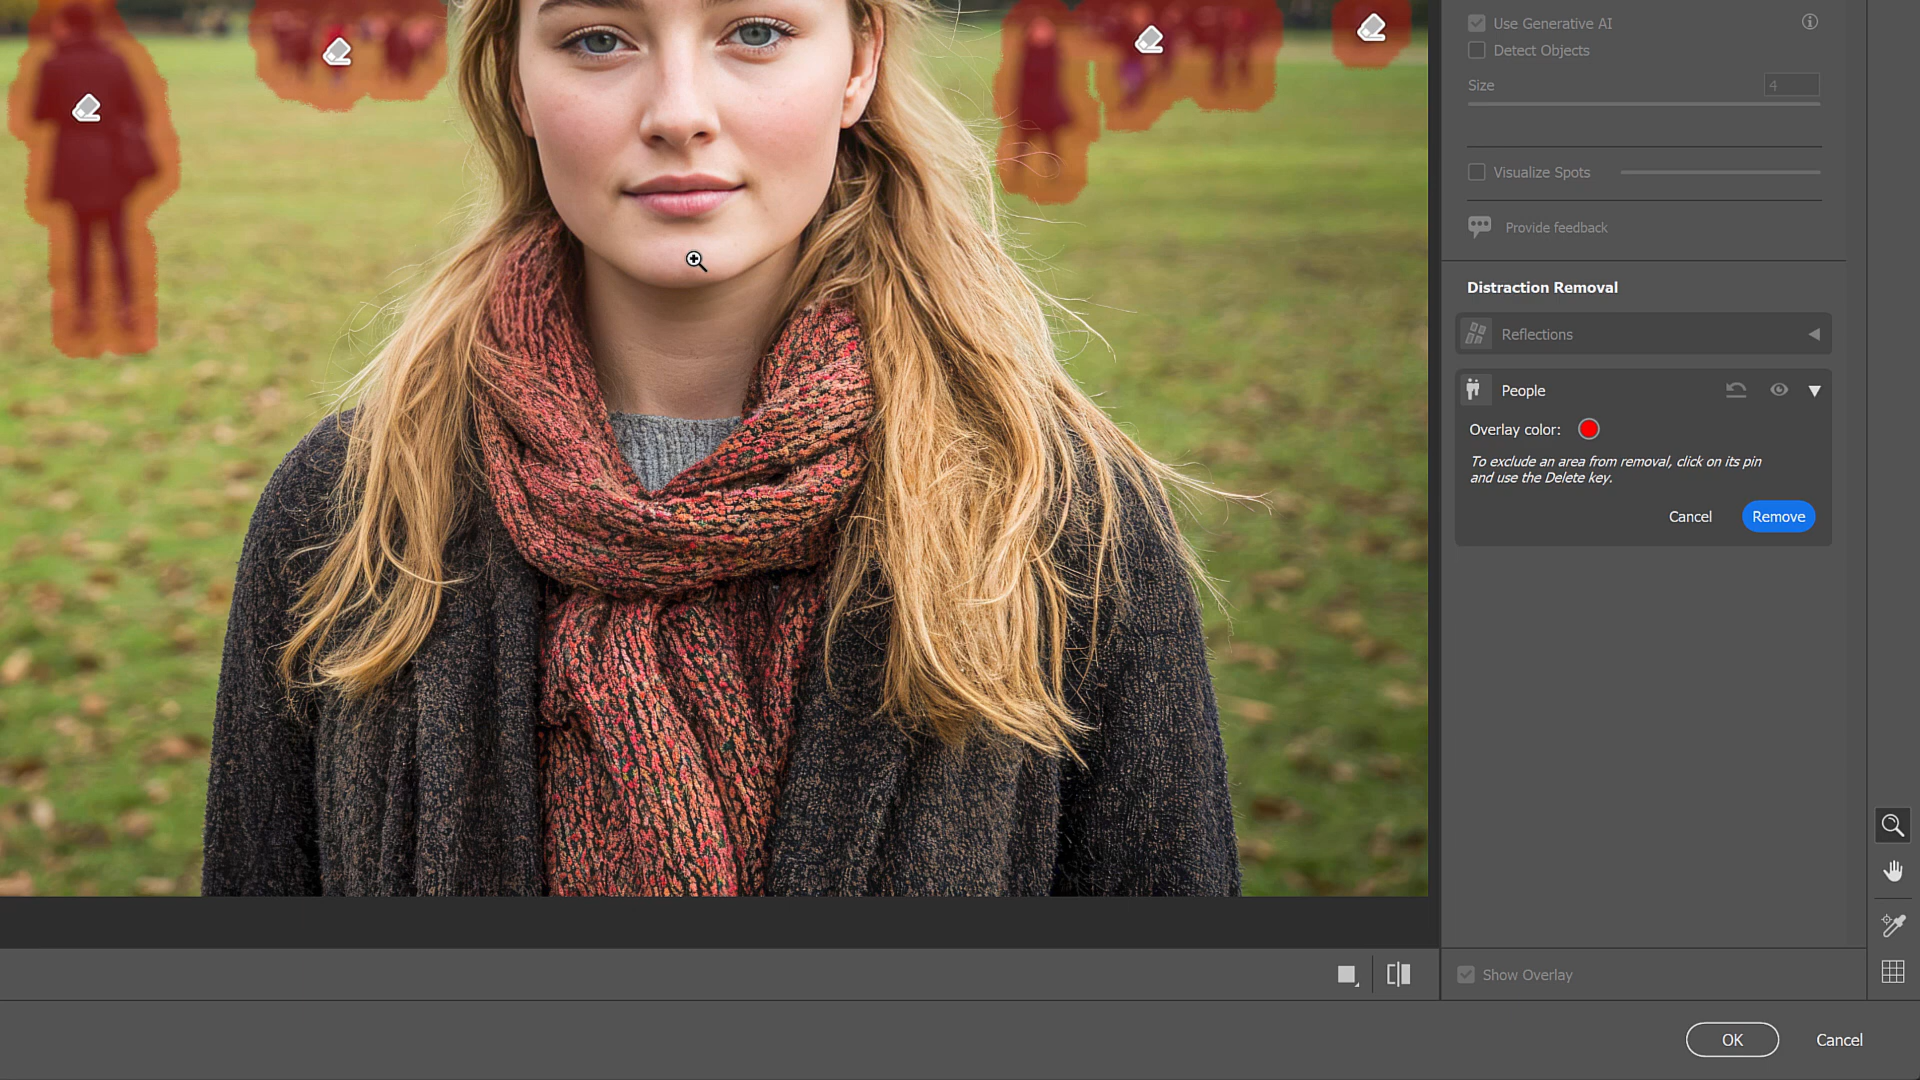 Use Generative AI
Detect Objects
Size
4
Visualize Spots
Provide feedback
Distraction Removal
Reflections
People
Overlay color:
To exclude an area from removal, click on its pin
and use the Delete key.
Cancel
Remove
Show Overlay
OK
Cancel